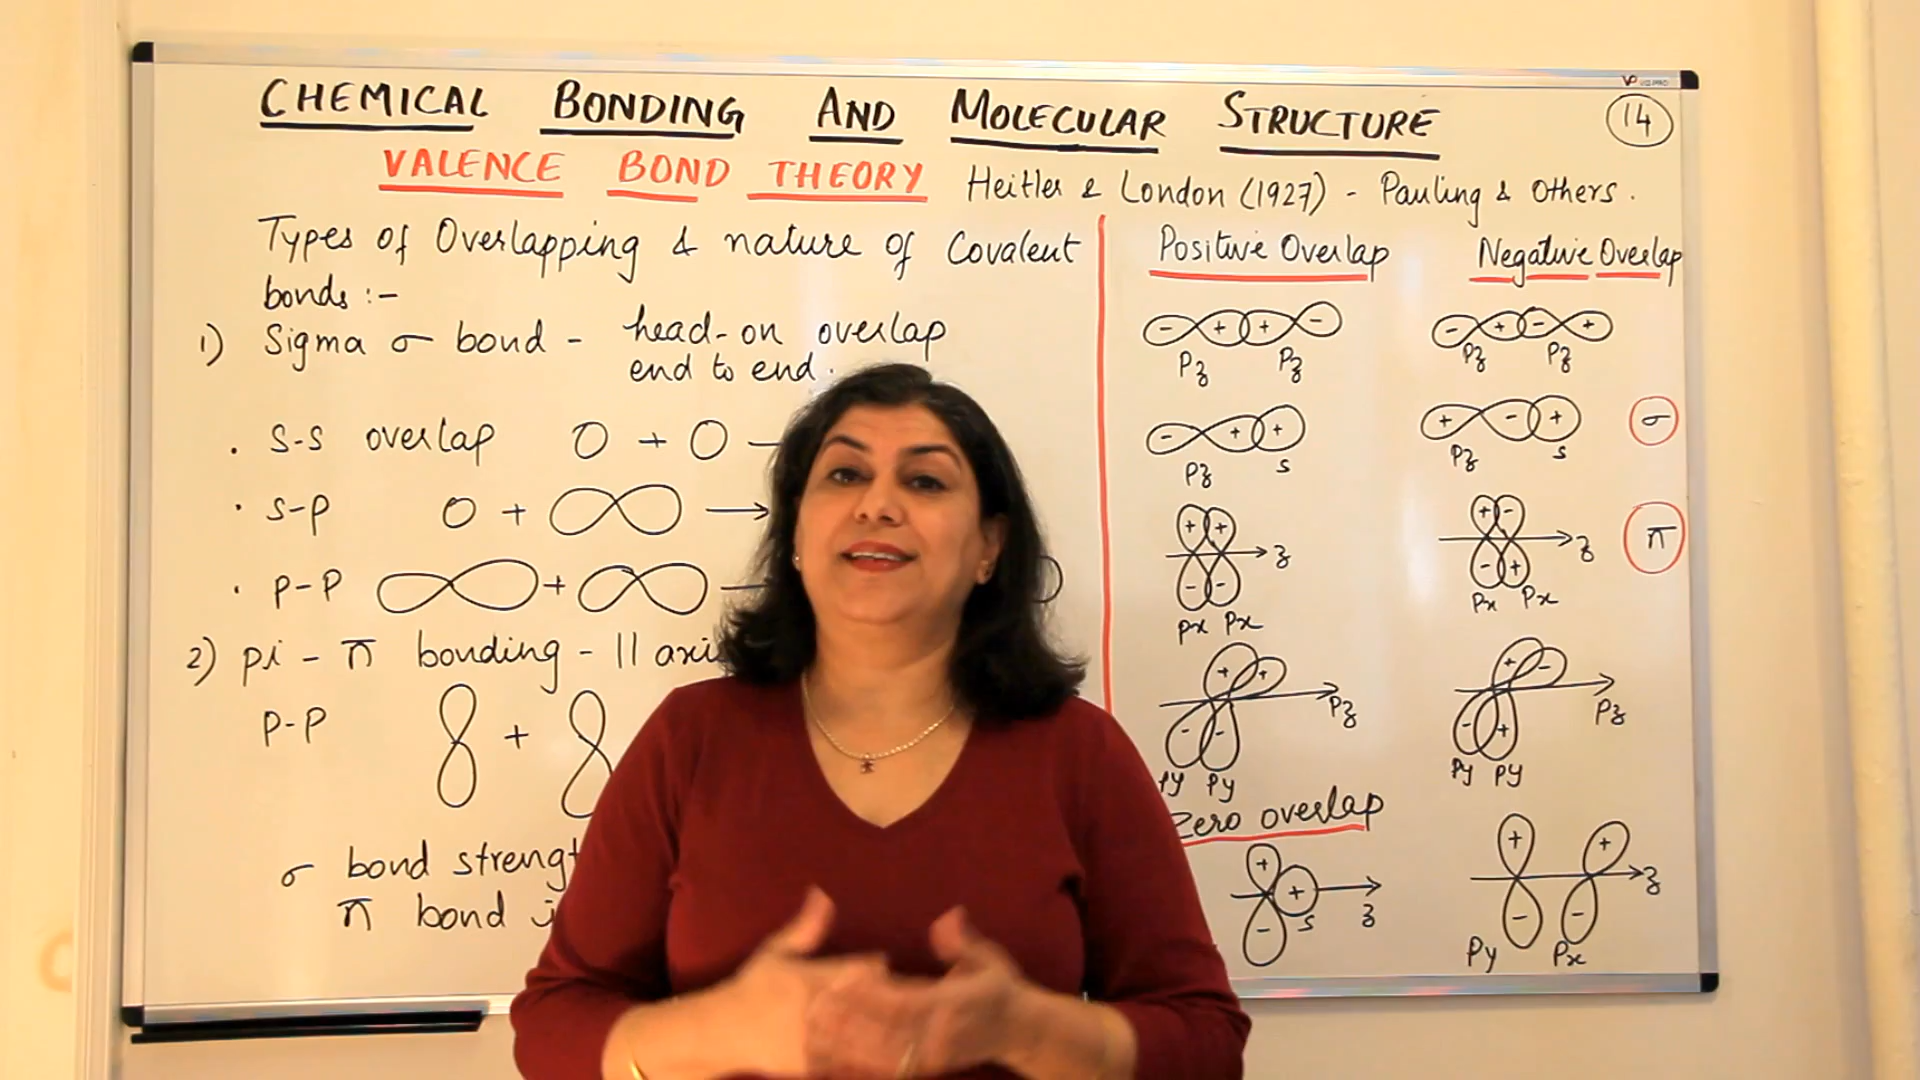 CHEMICAL BONDING AND MOLECULAR STRUCTURE
14
VALENCE BOND THEORY Heitler & London (1927) - Pauling & Others.
Types of Overlapping & nature of Covalent
bonds :-
1) Sigma σ bond - head-on overlap
end to end.
. s-s overlap +
. s-p + →
. p-p +
2) pi - π bonding - || axis
p-p +
σ bond strengt
π bond i
Positive Overlap
- + + -
Pz Pz
- + +
Pz s
+ +
z
- -
Px Px
+ +
Pz
- -
Py Py
Negative Overlap
- + - +
Pz Pz
+ - +
Pz s
σ
+ -
z
- +
Px Px
π
+ -
Pz
- +
Py Py
Zero overlap
+
+
s z
-
+ +
z
- -
Py Px